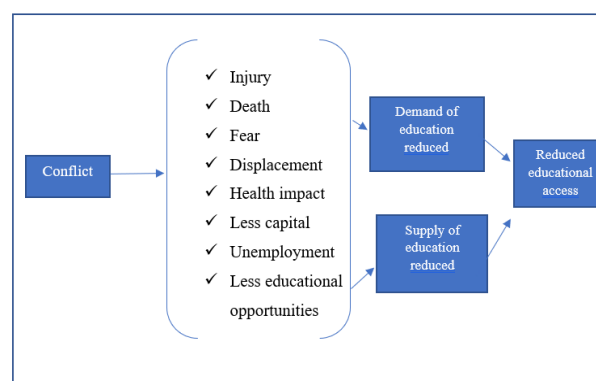 Conflict
✓ Injury
✓ Death
✓ Fear
✓ Displacement
✓ Health impact
✓ Less capital
✓ Unemployment
✓ Less educational
opportunities
Demand of
education
reduced
Supply of
education
reduced
Reduced
educational
access